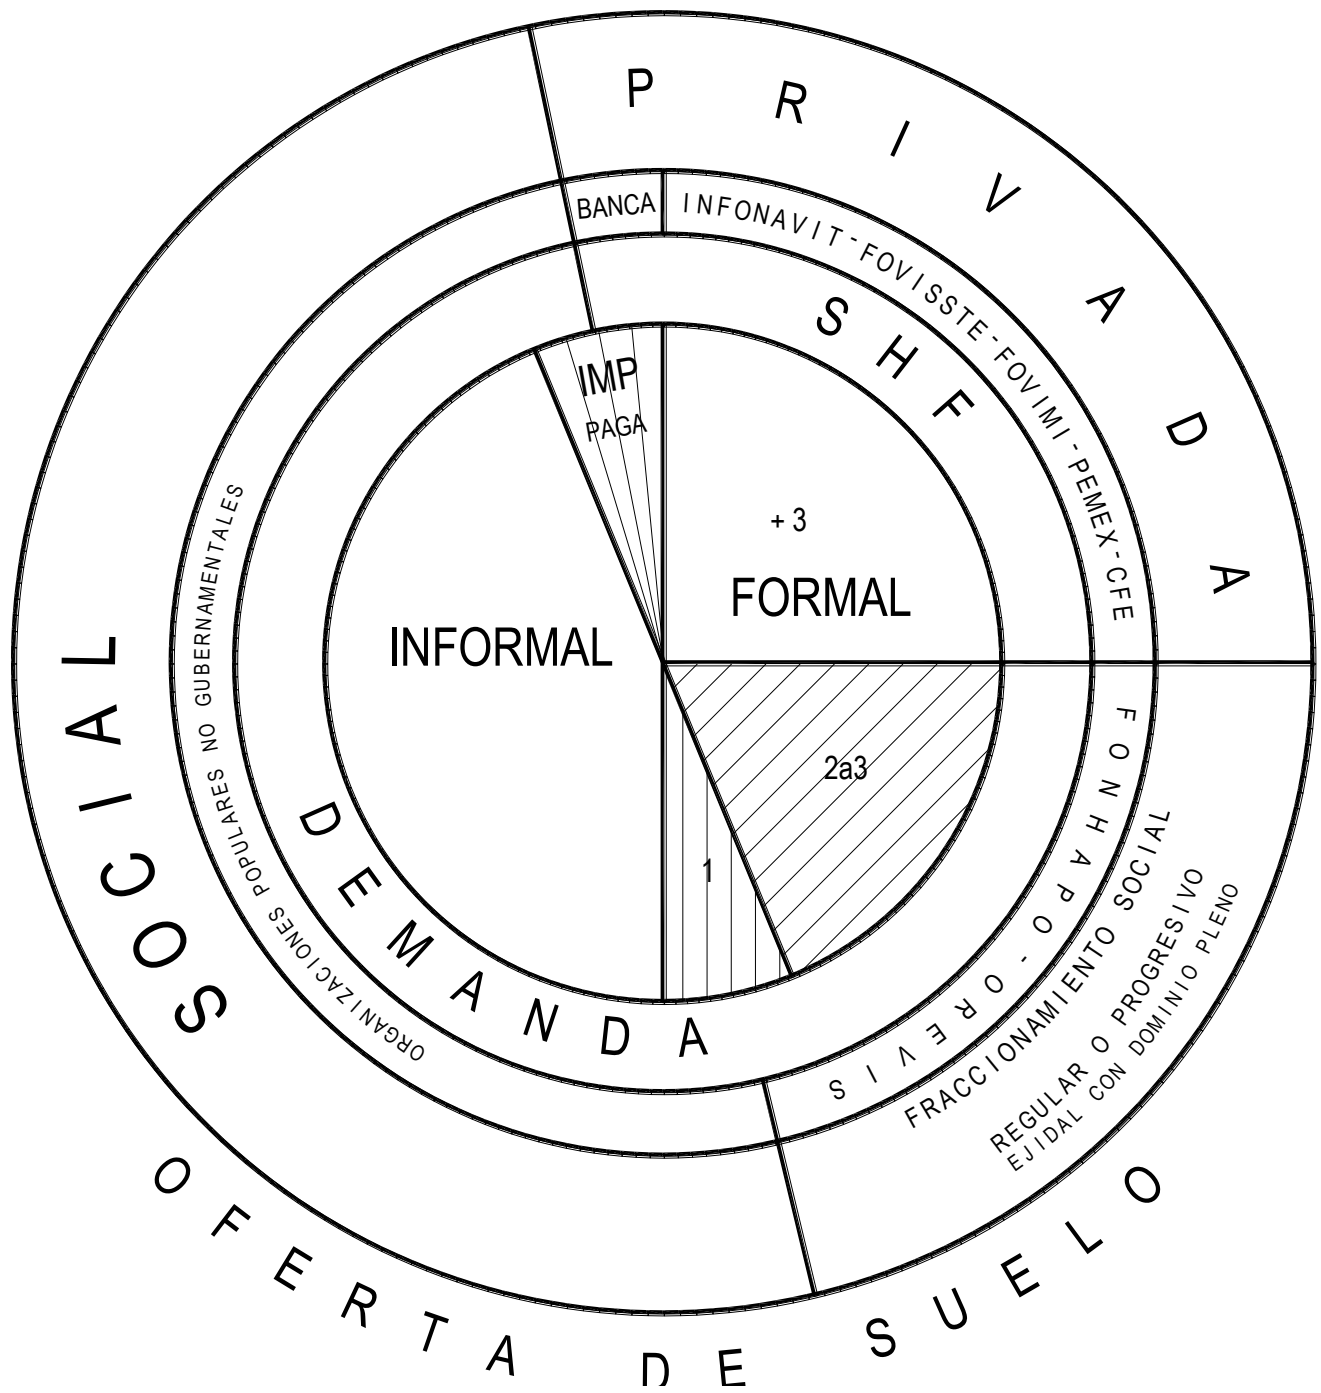 PRIVADA
BANCA
INFONAVIT-FOVISSTE-FOVIMI-PEMEX-CFE
SHF
IMP
PAGA
+ 3
FORMAL
INFORMAL
2a3
1
DEMANDA
FONHAPO-OREVIS
FRACCIONAMIENTO SOCIAL
REGULAR O PROGRESIVO
EJIDAL CON DOMINIO PLENO
ORGANIZACIONES POPULARES NO GUBERNAMENTALES
SOCIAL
OFERTA DE SUELO